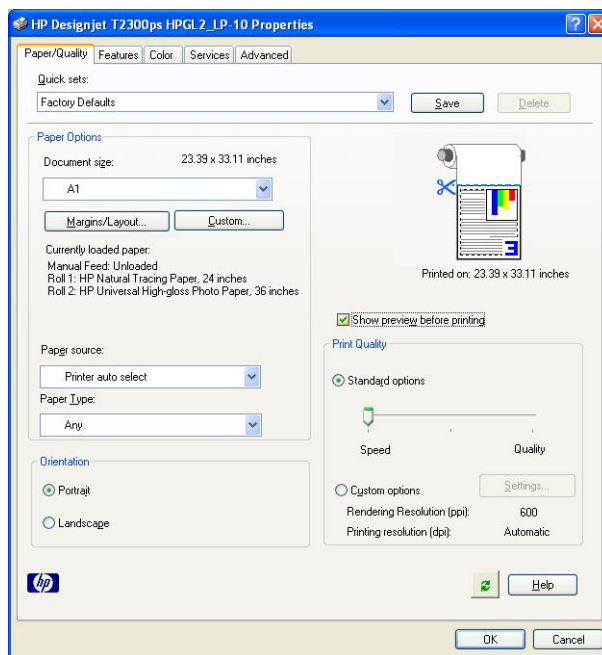 HP Designjet T2300ps HPGL2_LP-10 Properties
Paper/Quality Features Color Services Advanced
Quick sets:
Factory Defaults
Save
Delete
Paper Options
Document size: 23.39 x 33.11 inches
A1
Margins/Layout...
Custom...
Currently loaded paper:
Manual Feed: Unloaded
Roll 1: HP Natural Tracing Paper, 24 inches
Roll 2: HP Universal High-gloss Photo Paper, 36 inches
Paper source:
Printer auto select
Paper Type:
Any
Orientation
Portrait
Landscape
3
Printed on: 23.39 x 33.11 inches
Show preview before printing
Print Quality
Standard options
Speed Quality
Custom options
Settings...
Rendering Resolution (ppi): 600
Printing resolution (dpi): Automatic
hp
Help
OK
Cancel